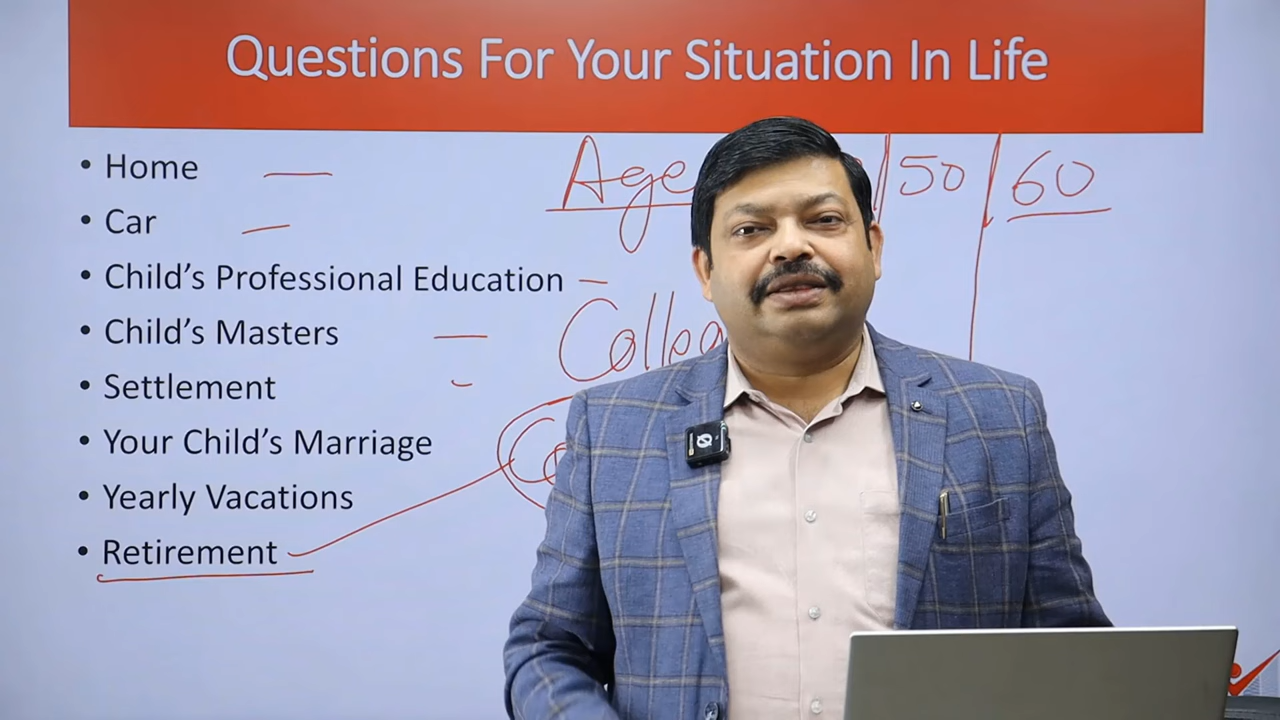 Questions For Your Situation In Life
• Home
Age 50 60
• Car
• Child's Professional Education
• Child's Masters
• Settlement
• Your Child's Marriage
• Yearly Vacations
• Retirement